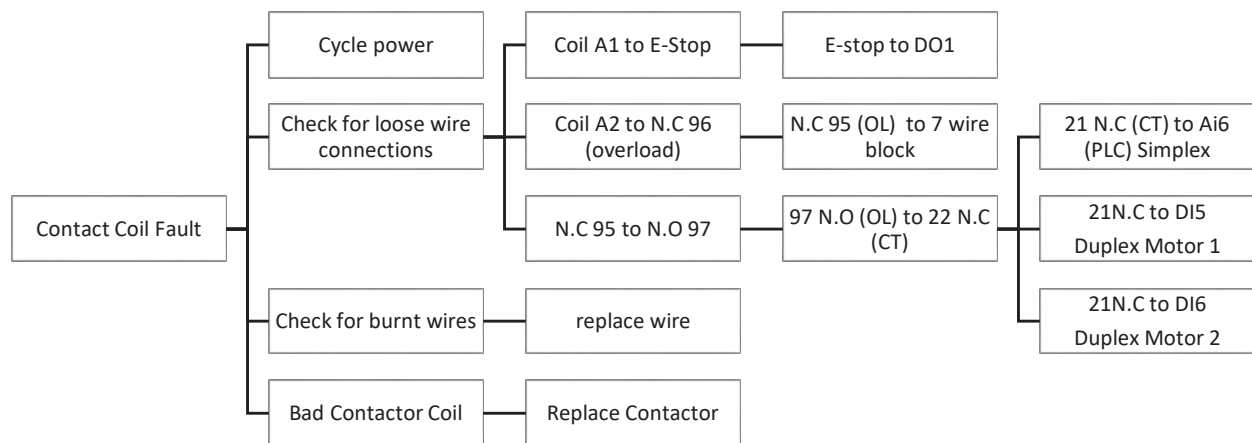 Cycle power
Coil A1 to E-Stop
E-stop to DO1
Check for loose wire
connections
Coil A2 to N.C 96
(overload)
N.C 95 (OL) to 7 wire
block
21 N.C (CT) to Ai6
(PLC) Simplex
Contact Coil Fault
N.C 95 to N.O 97
97 N.O (OL) to 22 N.C
(CT)
21N.C to DI5
Duplex Motor 1
Check for burnt wires
replace wire
21N.C to DI6
Duplex Motor 2
Bad Contactor Coil
Replace Contactor